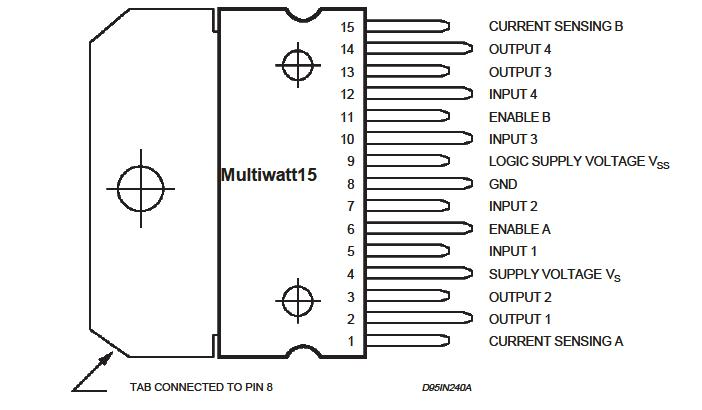 15 CURRENT SENSING B
14 OUTPUT 4
13 OUTPUT 3
12 INPUT 4
11 ENABLE B
10 INPUT 3
9 LOGIC SUPPLY VOLTAGE VSS
Multiwatt15
8 GND
7 INPUT 2
6 ENABLE A
5 INPUT 1
4 SUPPLY VOLTAGE VS
3 OUTPUT 2
2 OUTPUT 1
1 CURRENT SENSING A
TAB CONNECTED TO PIN 8
D95IN240A